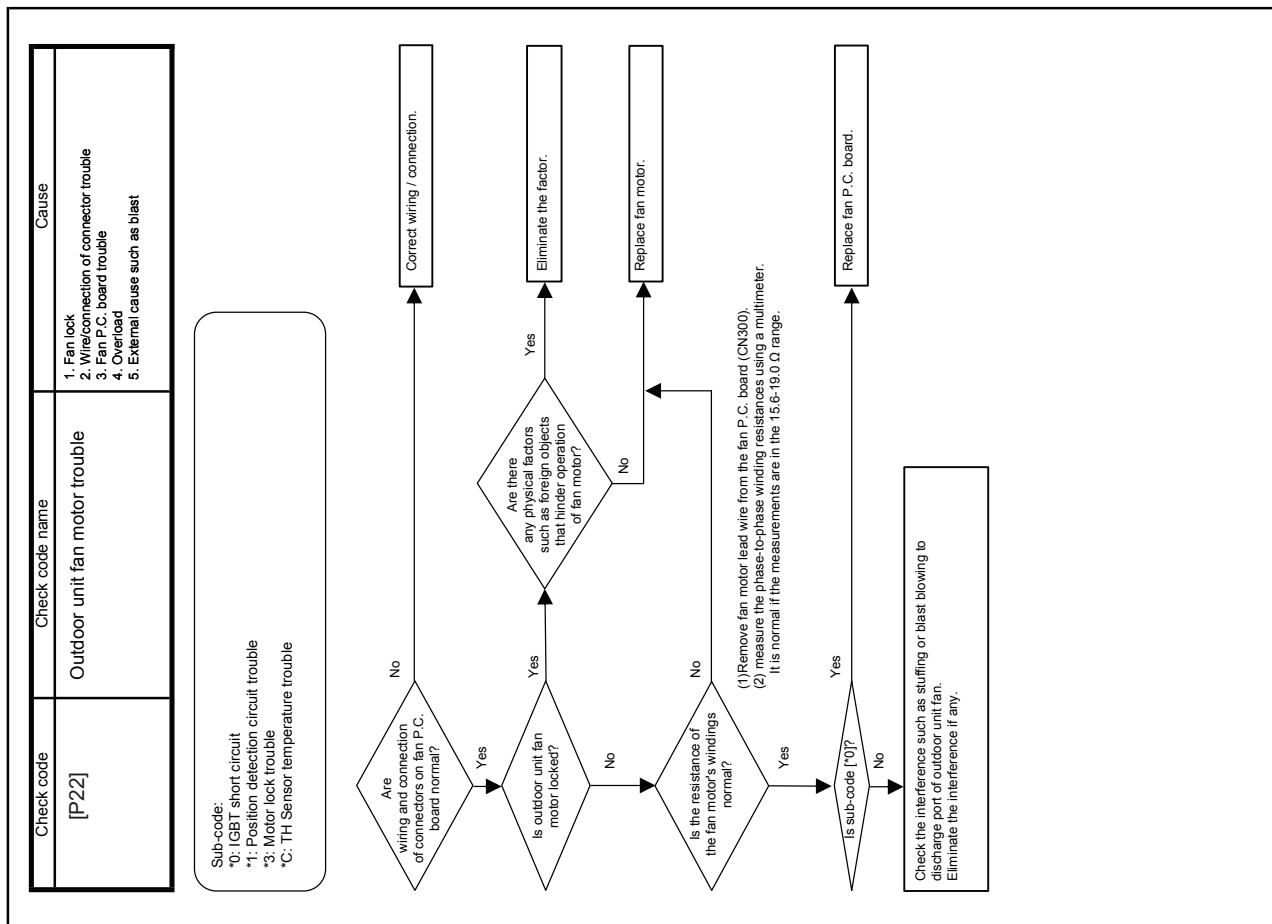 Check code
Check code name
Cause
[P22]
Outdoor unit fan motor trouble
1. Fan lock
2. Wire/connection of connector trouble
3. Fan P.C. board trouble
4. Overload
5. External cause such as blast
Sub-code:
*0: IGBT short circuit
*1: Position detection circuit trouble
*3: Motor lock trouble
*C: TH Sensor temperature trouble
Are
wiring and connection
of connectors on fan P.C.
board normal?
No
Correct wiring / connection.
Yes
Is outdoor unit fan
motor locked?
Yes
Are there
any physical factors
such as foreign objects
that hinder operation
of fan motor?
Yes
Eliminate the factor.
No
Replace fan motor.
No
Is the resistance of
the fan motor's windings
normal?
No
(1)Remove fan motor lead wire from the fan P.C. board (CN300).
(2) measure the phase-to-phase winding resistances using a multimeter.
It is normal if the measurements are in the 15.6-19.0 Ω range.
Yes
Is sub-code [*0]?
Yes
Replace fan P.C. board.
No
Check the interference such as stuffing or blast blowing to
discharge port of outdoor unit fan.
Eliminate the interference if any.